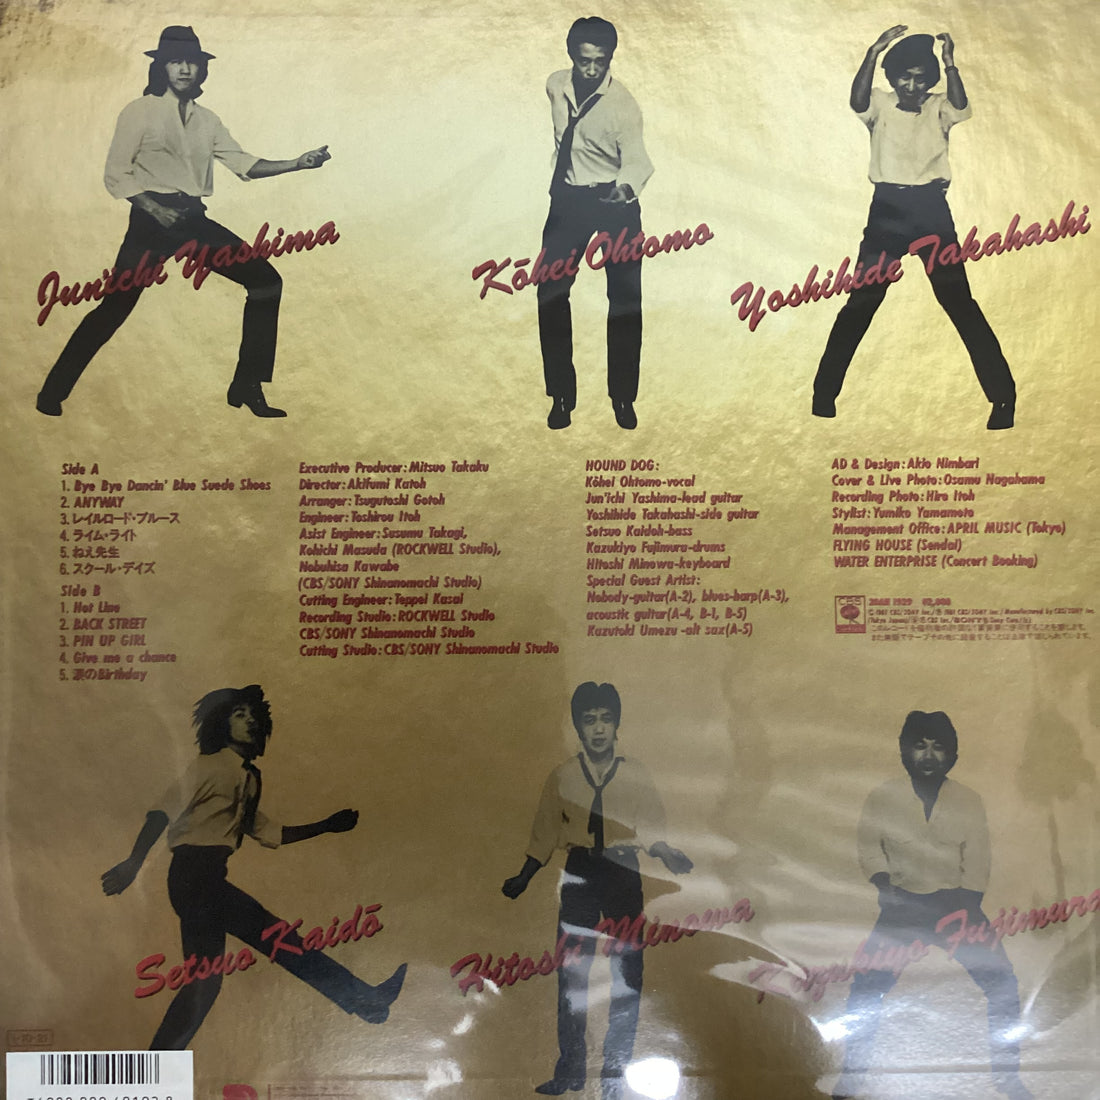 Jun'ichi Yashima
Kōhei Ohtomo
Yoshihide Takahashi
Side A
1. Bye Bye Dancin' Blue Suede Shoes
2. ANYWAY
3. レイルロード・ブルース
4. ライム・ライト
5. ねえ先生
6. スクール・デイズ
Side B
1. Hot Line
2. BACK STREET
3. PIN UP GIRL
4. Give me a chance
5. 涙のBirthday
Executive Producer: Mitsuo Takaku
Director: Akifumi Katoh
Arranger: Tsugutoshi Gotoh
Engineer: Toshirou Itoh
Asist Engineer: Susumu Takagi,
Kohichi Masuda (ROCKWELL Studio),
Nobuhisa Kawabe
(CBS/SONY Shinanomachi Studio)
Cutting Engineer: Teppei Kasai
Recording Studio: ROCKWELL Studio
CBS/SONY Shinanomachi Studio
Cutting Studio: CBS/SONY Shinanomachi Studio
HOUND DOG:
Kōhei Ohtomo-vocal
Jun'ichi Yashima-lead guitar
Yoshihide Takahashi-side guitar
Setsuo Kaidoh-bass
Kazukiyo Fujimura-drums
Hitoshi Minowa-keyboard
Special Guest Artist:
Nobody-guitar(A-2), blues-harp(A-3),
acoustic guitar(A-4, B-1, B-5)
Kazutoki Umezu-alt sax(A-5)
AD & Design: Akio Nimbari
Cover & Live Photo: Osamu Nagahama
Recording Photo: Hiro Itoh
Stylist: Yumiko Yamamoto
Management Office: APRIL MUSIC (Tokyo)
FLYING HOUSE (Sendai)
WATER ENTERPRISE (Concert Booking)
CBS
Setsuo Kaidō
Hitoshi Minowa
Kazukiyo Fujimura